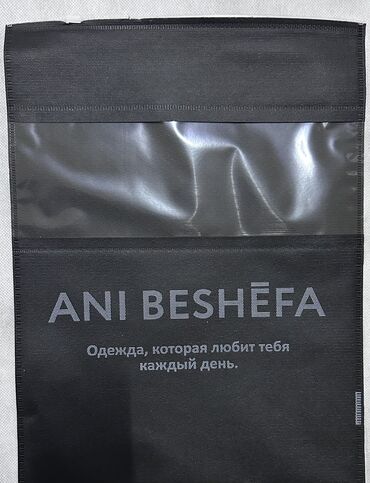 ANI BESHĒFA
Одежда, которая любит тебя
каждый день.